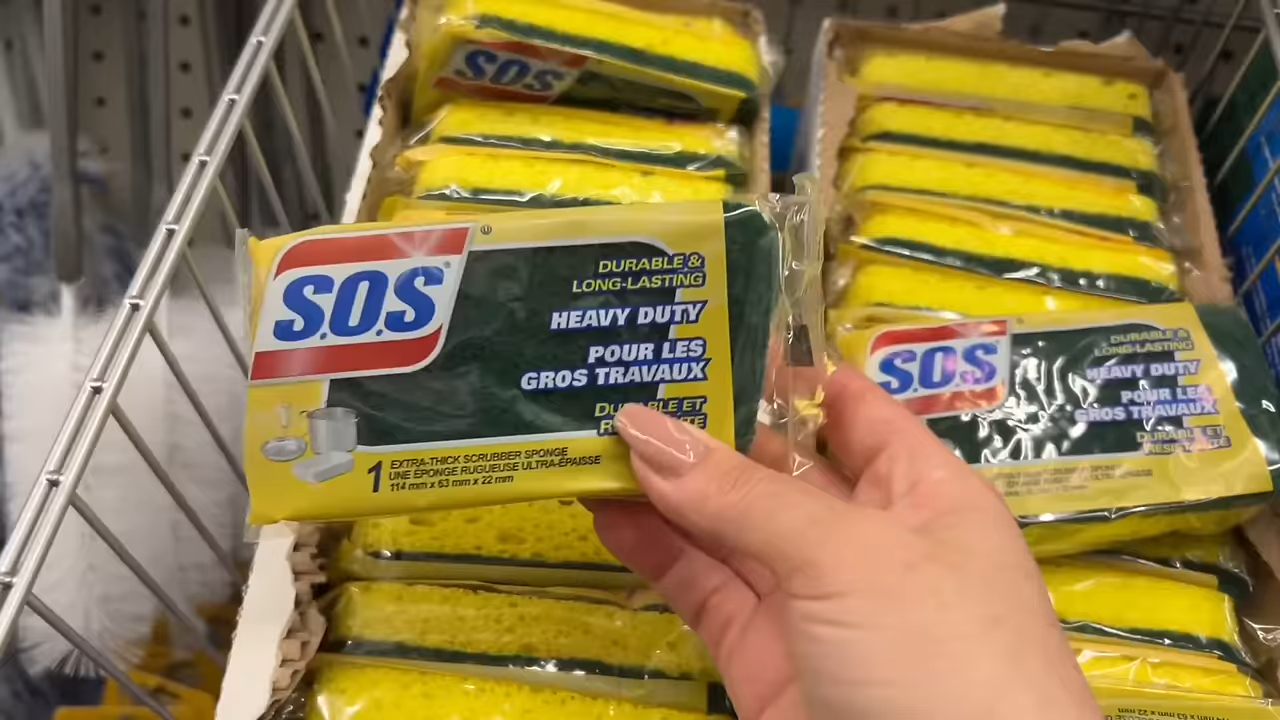 S.O.S
S.O.S
DURABLE &
LONG-LASTING
HEAVY DUTY
POUR LES
GROS TRAVAUX
DURABLE ET
1 EXTRA-THICK SCRUBBER SPONGE
UNE ÉPONGE RUGUEUSE ULTRA-ÉPAISSE
114 mm x 63 mm x 22 mm
S.O.S
DURABLE &
LONG-LASTING
HEAVY DUTY
POUR LES
GROS TRAVAUX
DURABLE ET
RÉSISTANTE